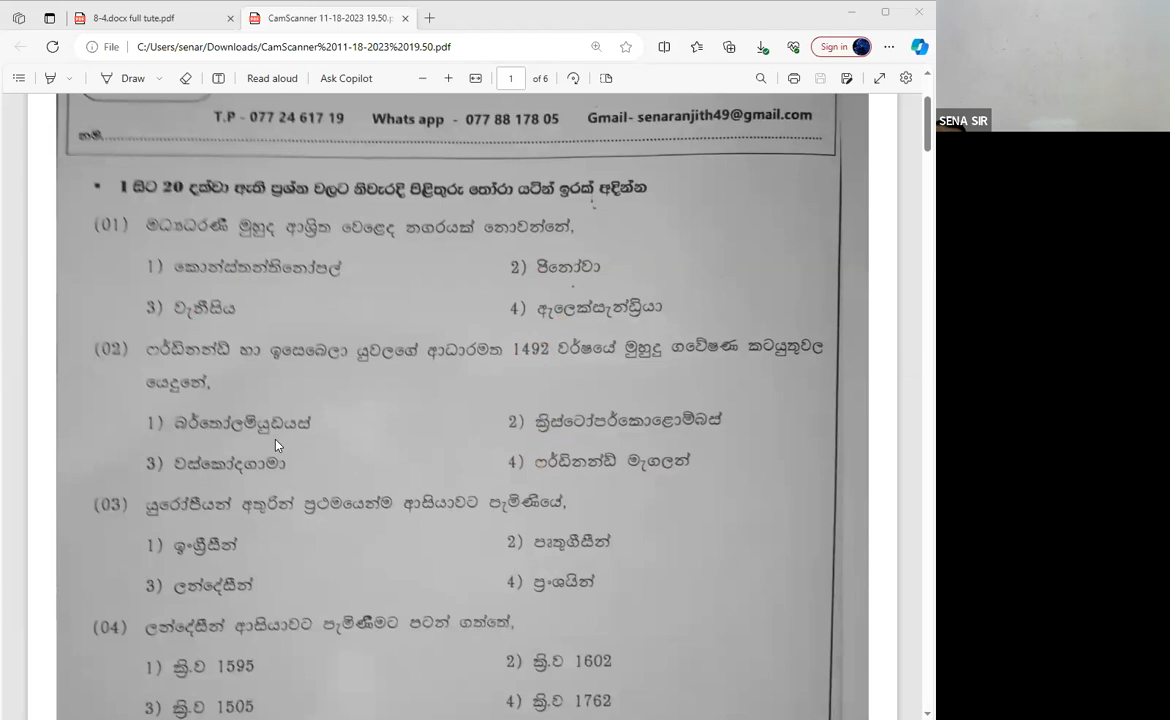 8-4.docx full tute.pdf
CamScanner 11-18-2023 19.50.p
File C:/Users/senar/Downloads/CamScanner%2011-18-2023%2019.50.pdf
Sign in
Draw Read aloud Ask Copilot 1 of 6
T.P - 077 24 617 19 Whats app - 077 88 178 05 Gmail- senaranjith49@gmail.com
SENA SIR
නම
• 1 සිට 20 දක්වා ඇති ප්‍රශ්න වලට නිවැරදි පිළිතුරු තෝරා යටින් ඉරක් අදින්න
(01) මධ්‍යධරණී මුහුද ආශ්‍රිත වෙළෙද නගරයක් නොවන්නේ,
1) කොන්ස්තන්තිනෝපල් 2) ජිනෝවා
3) වැනීසිය 4) ඇලෙක්සැන්ඩ්‍රියා
(02) ෆර්ඩිනන්ඩ් හා ඉසෙබෙලා යුවලගේ ආධාරමත 1492 වර්ෂයේ මුහුදු ගවේෂණ කටයුතුවල
යෙදුනේ,
1) බර්තෝලමියුඩයස් 2) ක්‍රිස්ටෝපර්කොළොම්බස්
3) වස්කෝදගාමා 4) ෆර්ඩිනන්ඩ් මැගලන්
(03) යුරෝපීයන් අතුරින් ප්‍රථමයෙන්ම ආසියාවට පැමිණියේ,
1) ඉංග්‍රීසීන් 2) පෘතුගීසීන්
3) ලන්දේසීන් 4) ප්‍රංශයින්
(04) ලන්දේසීන් ආසියාවට පැමිණීමට පටන් ගත්තේ,
1) ක්‍රි.ව 1595 2) ක්‍රි.ව 1602
3) ක්‍රි.ව 1505 4) ක්‍රි.ව 1762